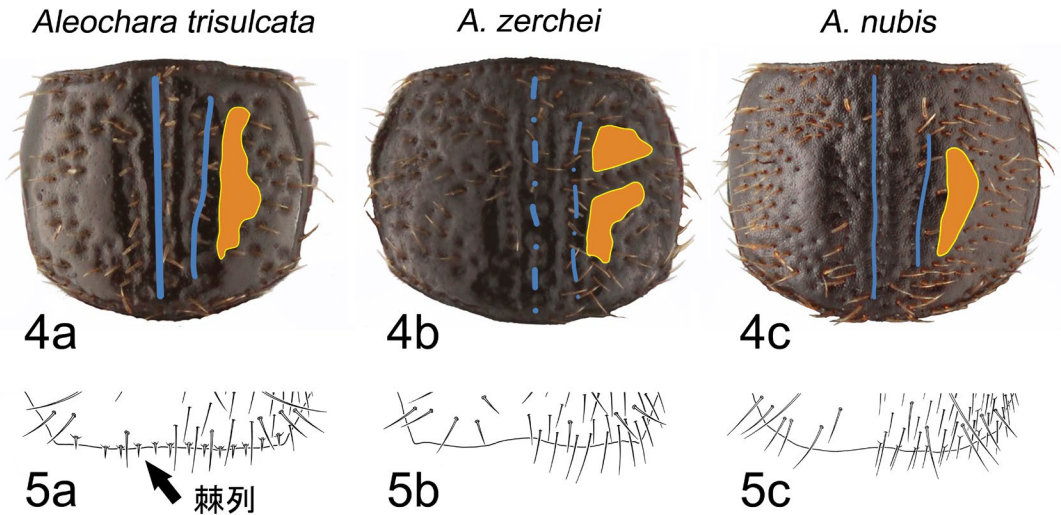 Aleochara trisulcata
A. zerchei
A. nubis
4a
4b
4c
5a
棘列
5b
5c